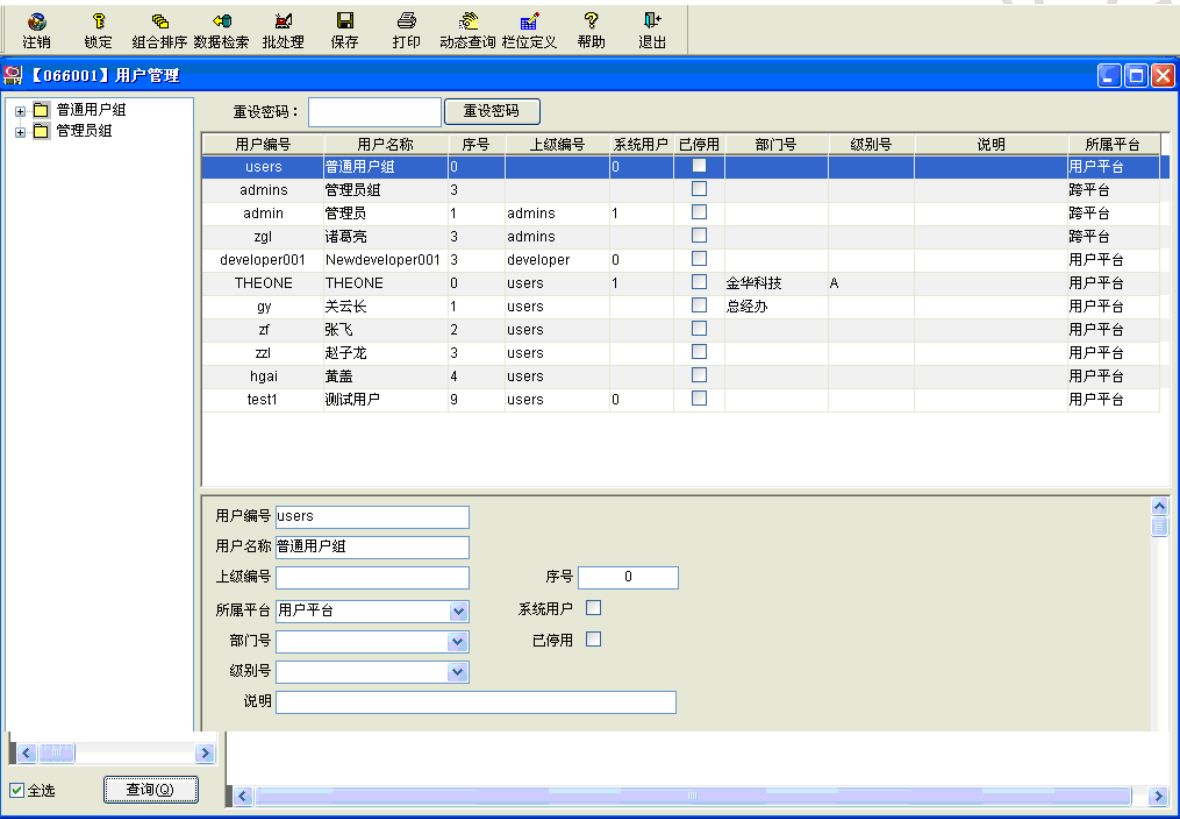 注销 锁定 组合排序 数据检索 批处理 保存 打印 动态查询 栏位定义 帮助 退出
【066001】用户管理
普通用户组
管理员组
重设密码： 重设密码
用户编号 用户名称 序号 上级编号 系统用户 已停用 部门号 级别号 说明 所属平台
users 普通用户组 0 0 用户平台
admins 管理员组 3 跨平台
admin 管理员 1 admins 1 跨平台
zgl 诸葛亮 3 admins 跨平台
developer001 Newdeveloper001 3 developer 0 用户平台
THEONE THEONE 0 users 1 金华科技 A 用户平台
gy 关云长 1 users 总经办 用户平台
zf 张飞 2 users 用户平台
zzl 赵子龙 3 users 用户平台
hgai 黄盖 4 users 用户平台
test1 测试用户 9 users 0 用户平台
用户编号 users
用户名称 普通用户组
上级编号 序号 0
所属平台 用户平台 系统用户
部门号 已停用
级别号
说明
全选 查询(Q)